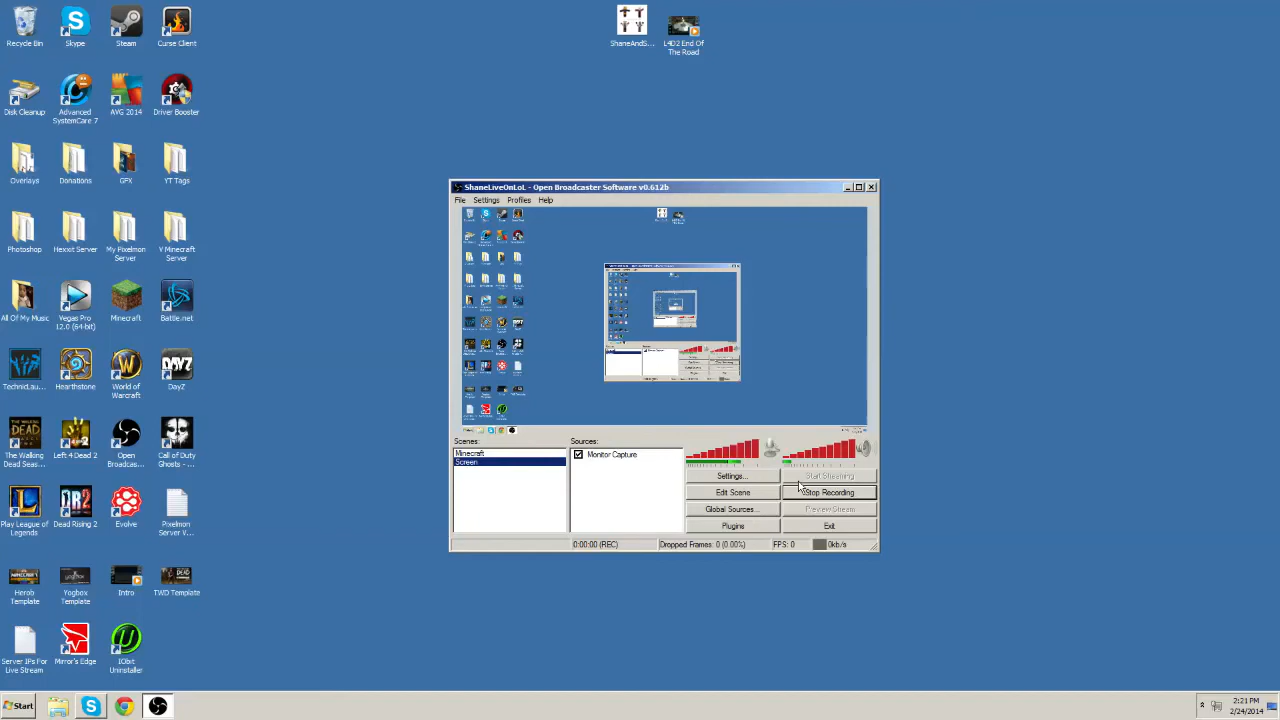 Recycle Bin
Skype
Steam
Curse Client
ShaneAndS...
L4D2 End Of
The Road
Disk Cleanup
Advanced
SystemCare 7
AVG 2014
Driver Booster
Overlays
Donations
GFX
YT Tags
Photoshop
Hexxit Server
My Pixelmon
Server
V Minecraft
Server
All Of My Music
Vegas Pro
12.0 (64-bit)
Minecraft
Battle.net
TechnicLau...
Hearthstone
World of
Warcraft
DayZ
The Walking
Dead Seas...
Left 4 Dead 2
Open
Broadcas...
Call of Duty
Ghosts - ...
Play League of
Legends
Dead Rising 2
Evolve
Pixelmon
Server V...
Herob
Template
Yogbox
Template
Intro
TWD Template
Server IPs For
Live Stream
Mirror's Edge
IObit
Uninstaller
ShaneLiveOnLoL - Open Broadcaster Software v0.612b
File Settings Profiles Help
Scenes:
Sources:
Minecraft
Screen
Monitor Capture
Settings...
Start Streaming
Edit Scene
Stop Recording
Global Sources...
Preview Stream
Plugins
Exit
0:00:00 (REC)
Dropped Frames: 0 (0.00%)
FPS: 0
0kb/s
Start
2:21 PM
2/24/2014